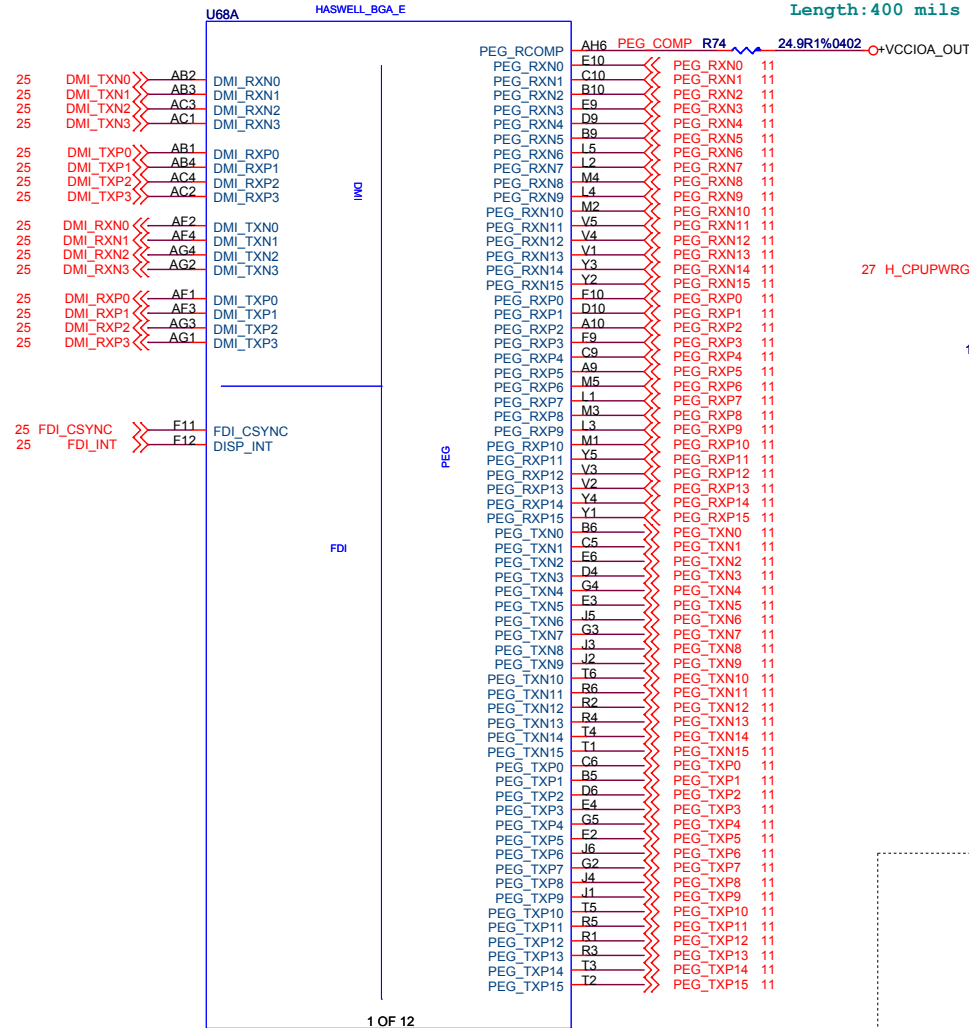 HASWELL_BGA_E
Length:400 mils
U68A
PEG_RCOMP AH6 PEG_COMP R74 24.9R1%0402 +VCCIOA_OUT
PEG_RXN0 E10 PEG_RXN0 11
PEG_RXN1 C10 PEG_RXN1 11
PEG_RXN2 B10 PEG_RXN2 11
PEG_RXN3 E9 PEG_RXN3 11
PEG_RXN4 D9 PEG_RXN4 11
PEG_RXN5 B9 PEG_RXN5 11
PEG_RXN6 L5 PEG_RXN6 11
PEG_RXN7 L2 PEG_RXN7 11
PEG_RXN8 M4 PEG_RXN8 11
PEG_RXN9 L4 PEG_RXN9 11
PEG_RXN10 M2 PEG_RXN10 11
PEG_RXN11 V5 PEG_RXN11 11
PEG_RXN12 V4 PEG_RXN12 11
PEG_RXN13 V1 PEG_RXN13 11
PEG_RXN14 Y3 PEG_RXN14 11
PEG_RXN15 Y2 PEG_RXN15 11
PEG_RXP0 F10 PEG_RXP0 11
PEG_RXP1 D10 PEG_RXP1 11
PEG_RXP2 A10 PEG_RXP2 11
PEG_RXP3 F9 PEG_RXP3 11
PEG_RXP4 C9 PEG_RXP4 11
PEG_RXP5 A9 PEG_RXP5 11
PEG_RXP6 M5 PEG_RXP6 11
PEG_RXP7 L1 PEG_RXP7 11
PEG_RXP8 M3 PEG_RXP8 11
PEG_RXP9 L3 PEG_RXP9 11
PEG_RXP10 M1 PEG_RXP10 11
PEG_RXP11 Y5 PEG_RXP11 11
PEG_RXP12 V3 PEG_RXP12 11
PEG_RXP13 V2 PEG_RXP13 11
PEG_RXP14 Y4 PEG_RXP14 11
PEG_RXP15 Y1 PEG_RXP15 11
PEG_TXN0 B6 PEG_TXN0 11
PEG_TXN1 C5 PEG_TXN1 11
PEG_TXN2 E6 PEG_TXN2 11
PEG_TXN3 D4 PEG_TXN3 11
PEG_TXN4 G4 PEG_TXN4 11
PEG_TXN5 E3 PEG_TXN5 11
PEG_TXN6 J5 PEG_TXN6 11
PEG_TXN7 G3 PEG_TXN7 11
PEG_TXN8 J3 PEG_TXN8 11
PEG_TXN9 J2 PEG_TXN9 11
PEG_TXN10 T6 PEG_TXN10 11
PEG_TXN11 R6 PEG_TXN11 11
PEG_TXN12 R2 PEG_TXN12 11
PEG_TXN13 R4 PEG_TXN13 11
PEG_TXN14 T4 PEG_TXN14 11
PEG_TXN15 T1 PEG_TXN15 11
PEG_TXP0 C6 PEG_TXP0 11
PEG_TXP1 B5 PEG_TXP1 11
PEG_TXP2 D6 PEG_TXP2 11
PEG_TXP3 E4 PEG_TXP3 11
PEG_TXP4 G5 PEG_TXP4 11
PEG_TXP5 E2 PEG_TXP5 11
PEG_TXP6 J6 PEG_TXP6 11
PEG_TXP7 G2 PEG_TXP7 11
PEG_TXP8 J4 PEG_TXP8 11
PEG_TXP9 J1 PEG_TXP9 11
PEG_TXP10 T5 PEG_TXP10 11
PEG_TXP11 R5 PEG_TXP11 11
PEG_TXP12 R1 PEG_TXP12 11
PEG_TXP13 R3 PEG_TXP13 11
PEG_TXP14 T3 PEG_TXP14 11
PEG_TXP15 T2 PEG_TXP15 11
25 DMI_TXN0 AB2 DMI_RXN0
25 DMI_TXN1 AB3 DMI_RXN1
25 DMI_TXN2 AC3 DMI_RXN2
25 DMI_TXN3 AC1 DMI_RXN3
25 DMI_TXP0 AB1 DMI_RXP0
25 DMI_TXP1 AB4 DMI_RXP1
25 DMI_TXP2 AC4 DMI_RXP2
25 DMI_TXP3 AC2 DMI_RXP3
25 DMI_RXN0 AF2 DMI_TXN0
25 DMI_RXN1 AF4 DMI_TXN1
25 DMI_RXN2 AG4 DMI_TXN2
25 DMI_RXN3 AG2 DMI_TXN3
25 DMI_RXP0 AF1 DMI_TXP0
25 DMI_RXP1 AF3 DMI_TXP1
25 DMI_RXP2 AG3 DMI_TXP2
25 DMI_RXP3 AG1 DMI_TXP3
25 FDI_CSYNC F11 FDI_CSYNC
25 FDI_INT F12 DISP_INT
DMI
PEG
FDI
27 H_CPUPWRG
1 OF 12